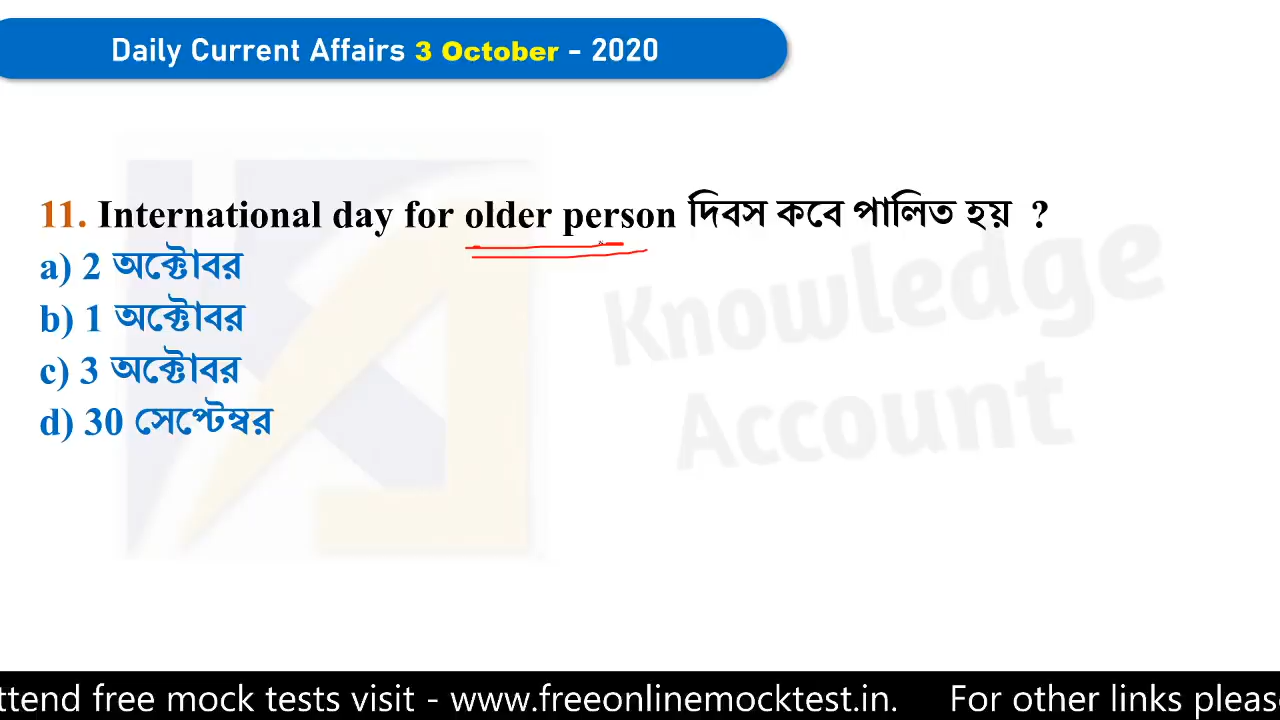 Daily Current Affairs 3 October - 2020
11. International day for older person দিবস কবে পালিত হয় ?
a) 2 অক্টোবর
b) 1 অক্টোবর
c) 3 অক্টোবর
d) 30 সেপ্টেম্বর
Knowledge
Account
ttend free mock tests visit - www.freeonlinemocktest.in. For other links pleas